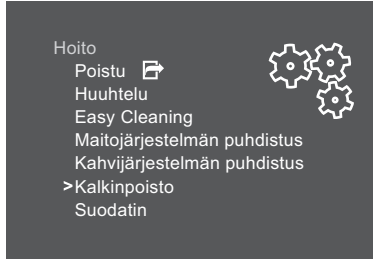 Hoito
Poistu
Huuhtelu
Easy Cleaning
Maitojärjestelmän puhdistus
Kahvijärjestelmän puhdistus
>Kalkinpoisto
Suodatin